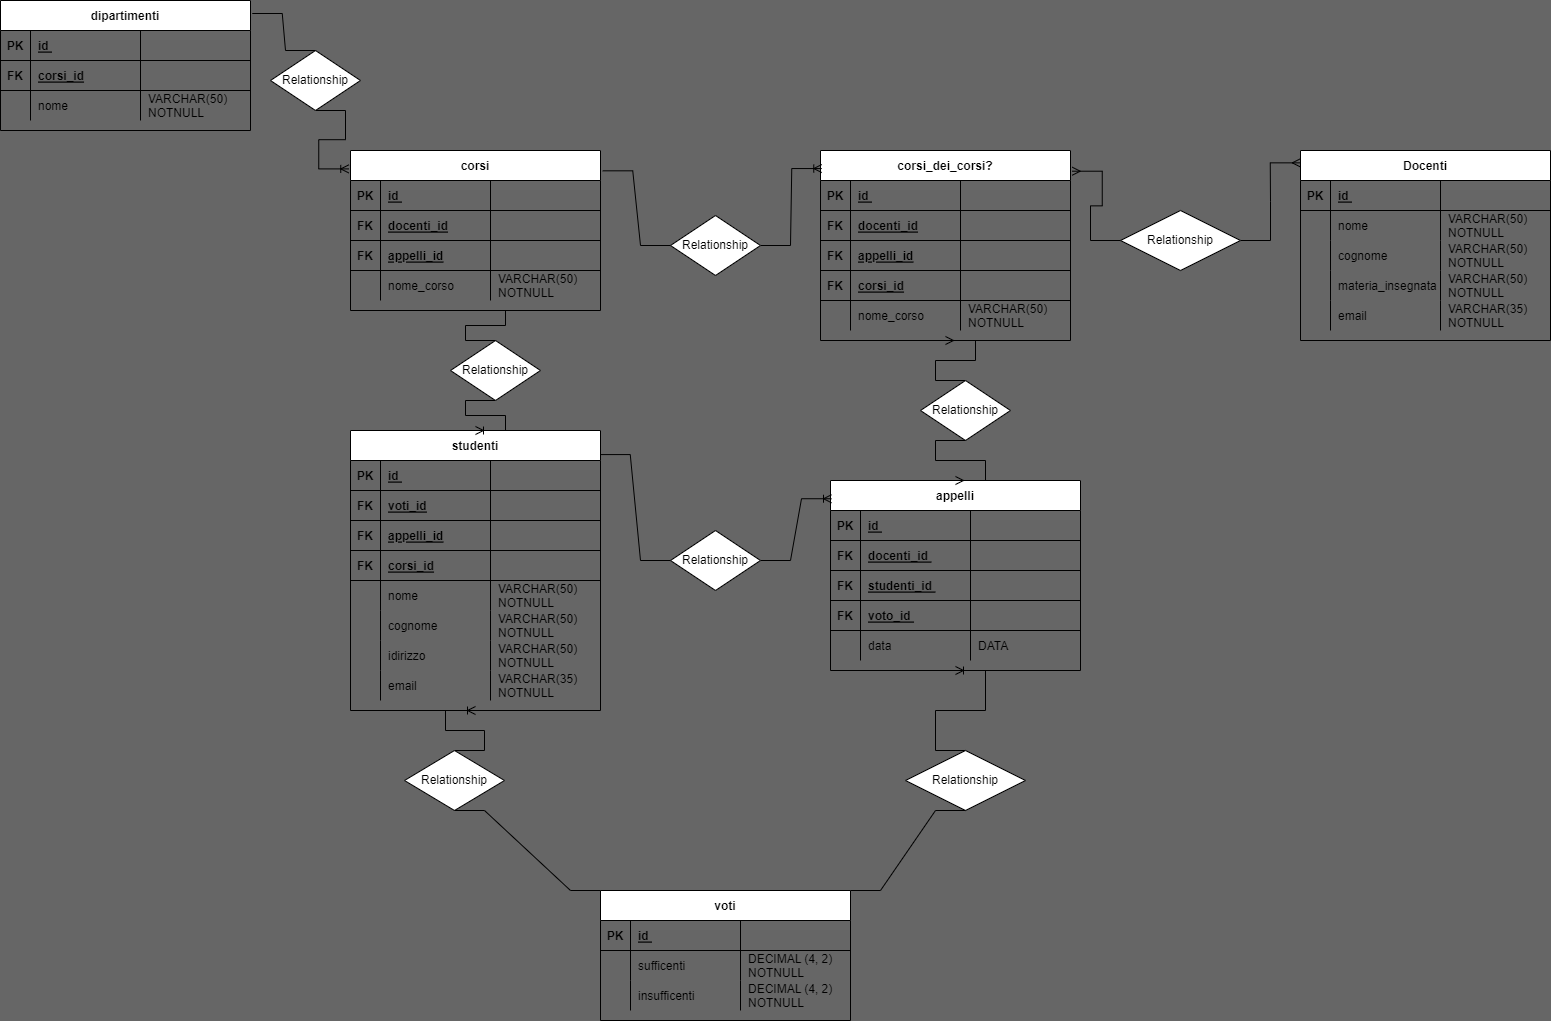 dipartimenti
PK id
FK corsi_id
nome VARCHAR(50)
NOTNULL
Relationship
corsi
PK id
FK docenti_id
FK appelli_id
nome_corso VARCHAR(50)
NOTNULL
Relationship
corsi_dei_corsi?
PK id
FK docenti_id
FK appelli_id
FK corsi_id
nome_corso VARCHAR(50)
NOTNULL
Relationship
Docenti
PK id
nome VARCHAR(50)
NOTNULL
cognome VARCHAR(50)
NOTNULL
materia_insegnata VARCHAR(50)
NOTNULL
email VARCHAR(35)
NOTNULL
Relationship
Relationship
studenti
PK id
FK voti_id
FK appelli_id
FK corsi_id
nome VARCHAR(50)
NOTNULL
cognome VARCHAR(50)
NOTNULL
idirizzo VARCHAR(50)
NOTNULL
email VARCHAR(35)
NOTNULL
Relationship
appelli
PK id
FK docenti_id
FK studenti_id
FK voto_id
data DATA
Relationship
Relationship
voti
PK id
sufficenti DECIMAL (4, 2)
NOTNULL
insufficenti DECIMAL (4, 2)
NOTNULL